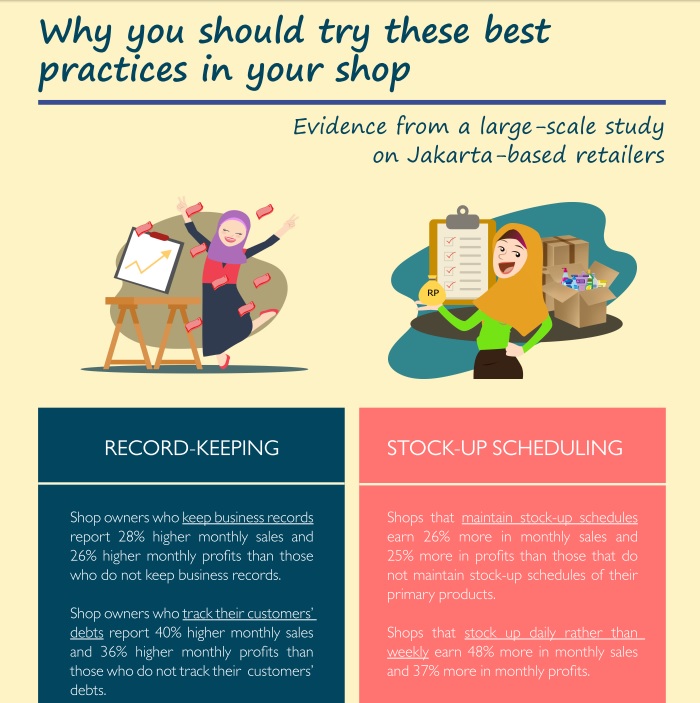 Why you should try these best
practices in your shop
Evidence from a large-scale study
on Jakarta-based retailers
RP
RECORD-KEEPING
Shop owners who keep business records
report 28% higher monthly sales and
26% higher monthly profits than those
who do not keep business records.
Shop owners who track their customers’
debts report 40% higher monthly sales
and 36% higher monthly profits than
those who do not track their customers’
debts.
STOCK-UP SCHEDULING
Shops that maintain stock-up schedules
earn 26% more in monthly sales and
25% more in profits than those that do
not maintain stock-up schedules of their
primary products.
Shops that stock up daily rather than
weekly earn 48% more in monthly sales
and 37% more in monthly profits.